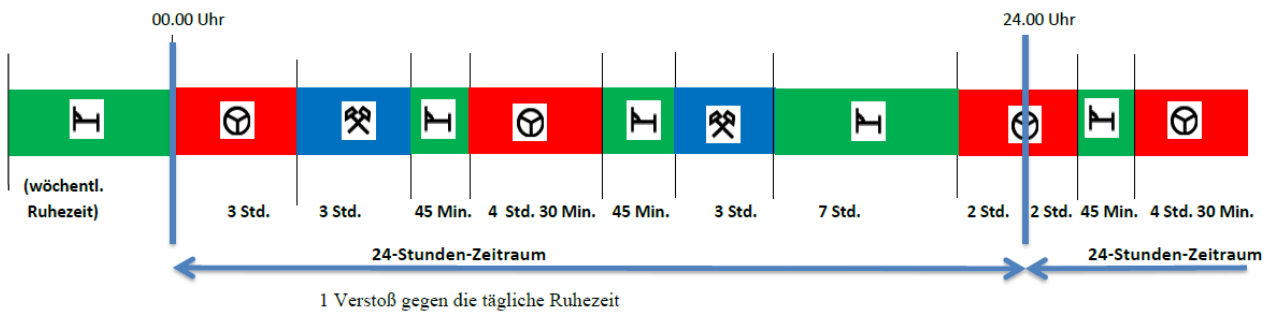 00.00 Uhr 24.00 Uhr
(wöchentl.
Ruhezeit) 3 Std. 3 Std. 45 Min. 4 Std. 30 Min. 45 Min. 3 Std. 7 Std. 2 Std. 2 Std. 45 Min. 4 Std. 30 Min.
24-Stunden-Zeitraum 24-Stunden-Zeitraum
1 Verstoß gegen die tägliche Ruhezeit